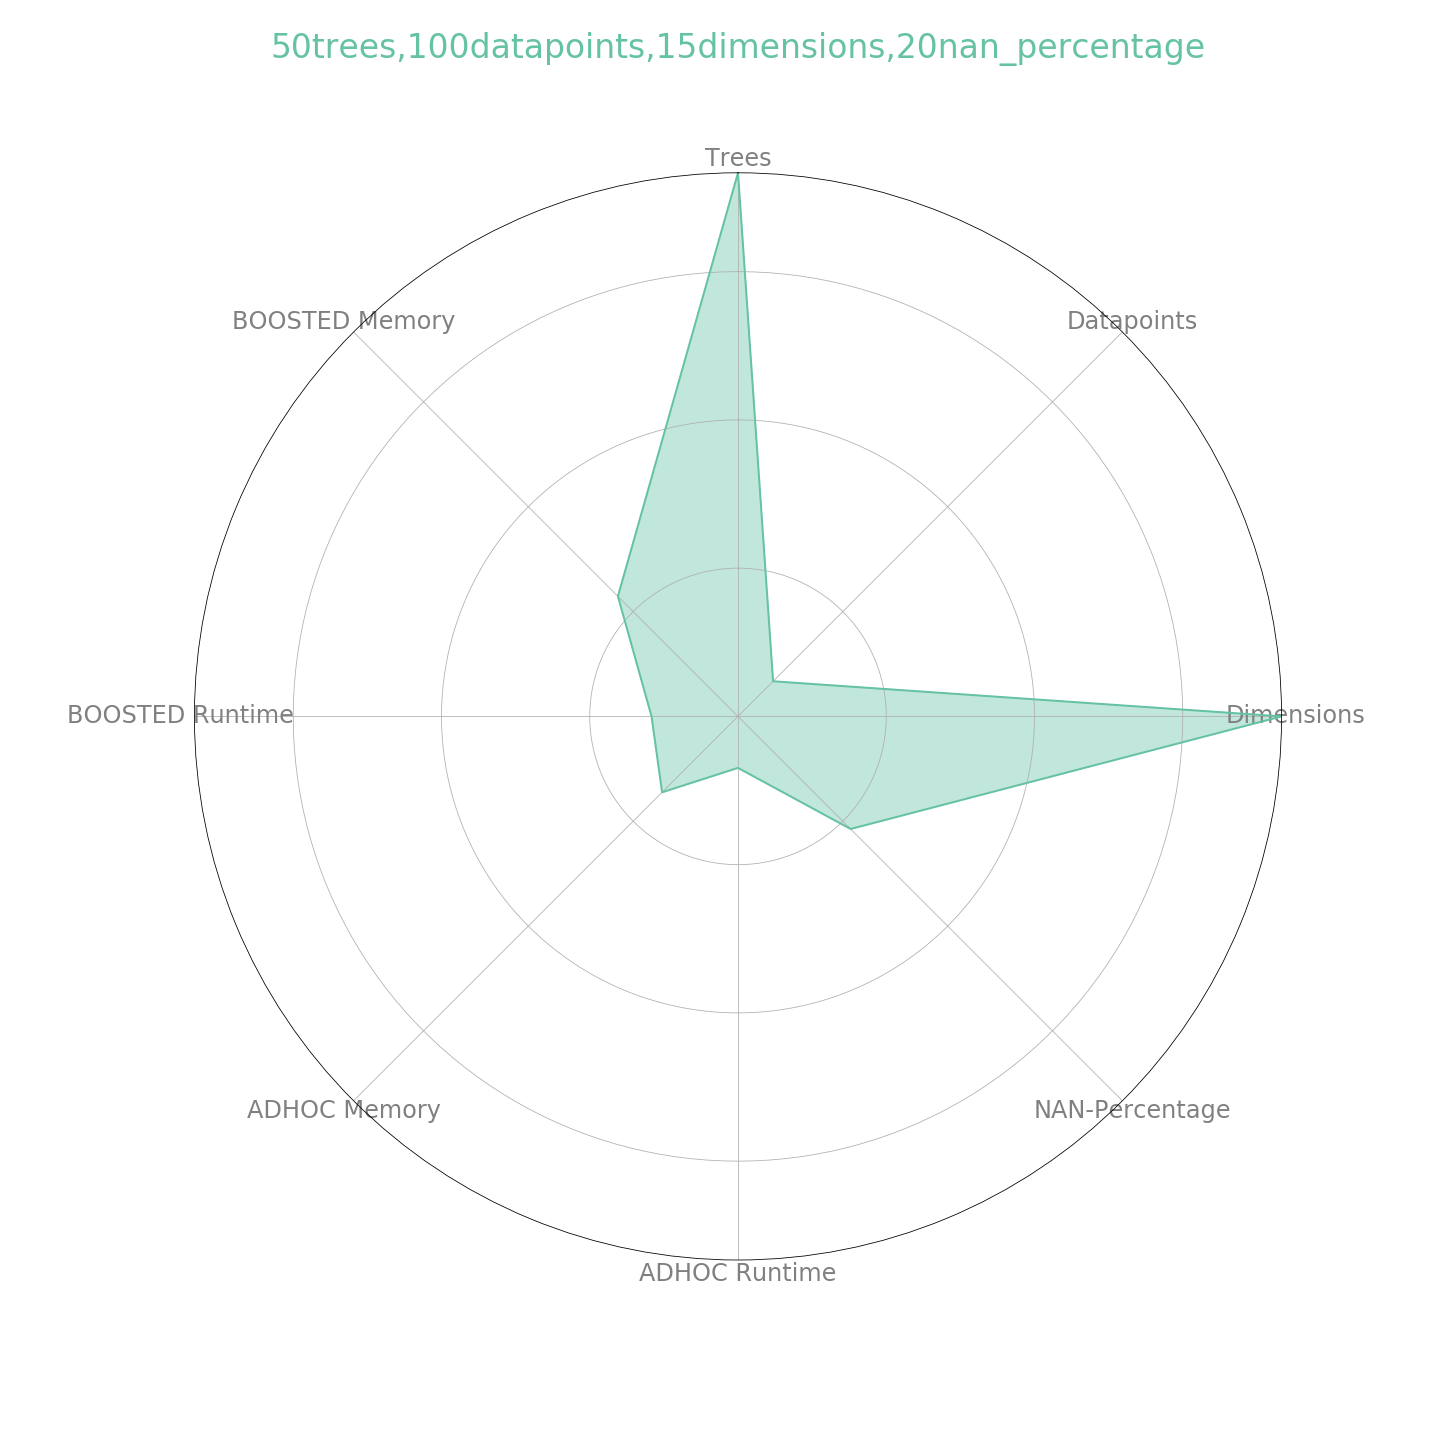 50trees,100datapoints,15dimensions,20nan_percentage
Trees
BOOSTED Memory
Datapoints
BOOSTED Runtime
Dimensions
ADHOC Memory
NAN-Percentage
ADHOC Runtime